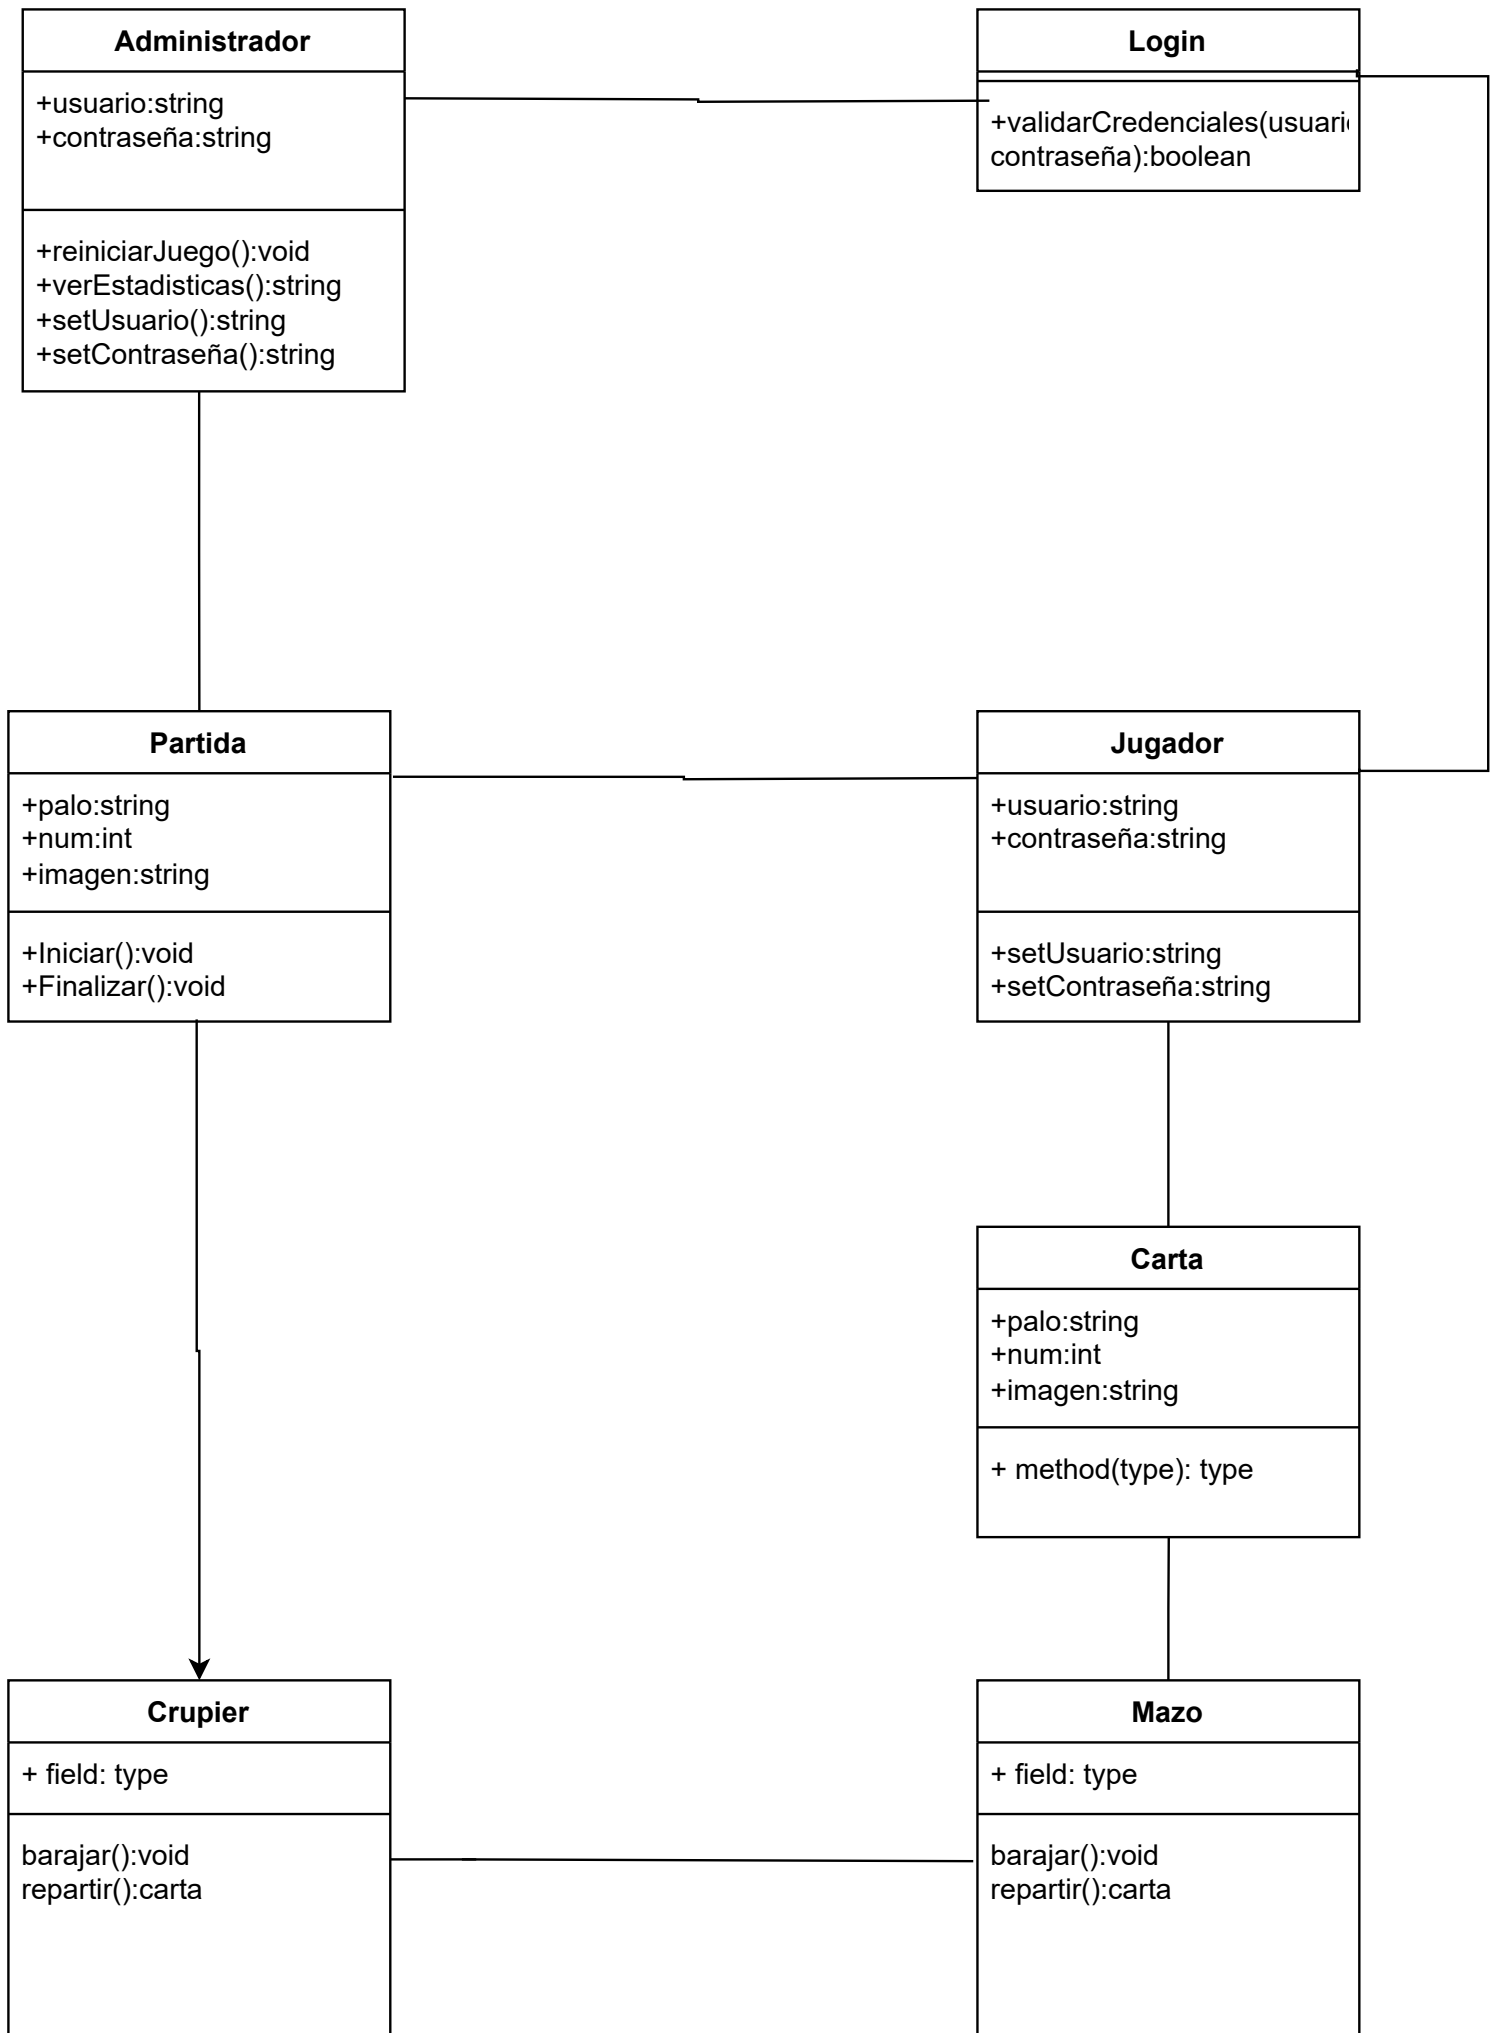 Administrador
+usuario:string
+contraseña:string
+reiniciarJuego():void
+verEstadisticas():string
+setUsuario():string
+setContraseña():string
Login
+validarCredenciales(usuari
contraseña):boolean
Partida
+palo:string
+num:int
+imagen:string
+Iniciar():void
+Finalizar():void
Jugador
+usuario:string
+contraseña:string
+setUsuario:string
+setContraseña:string
Carta
+palo:string
+num:int
+imagen:string
+ method(type): type
Crupier
+ field: type
barajar():void
repartir():carta
Mazo
+ field: type
barajar():void
repartir():carta